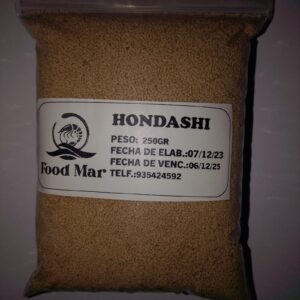 HONDASHI
PESO: 250GR
FECHA DE ELAB.:07/12/23
FECHA DE VENC.:06/12/25
TELF.:935424592
Food Mar